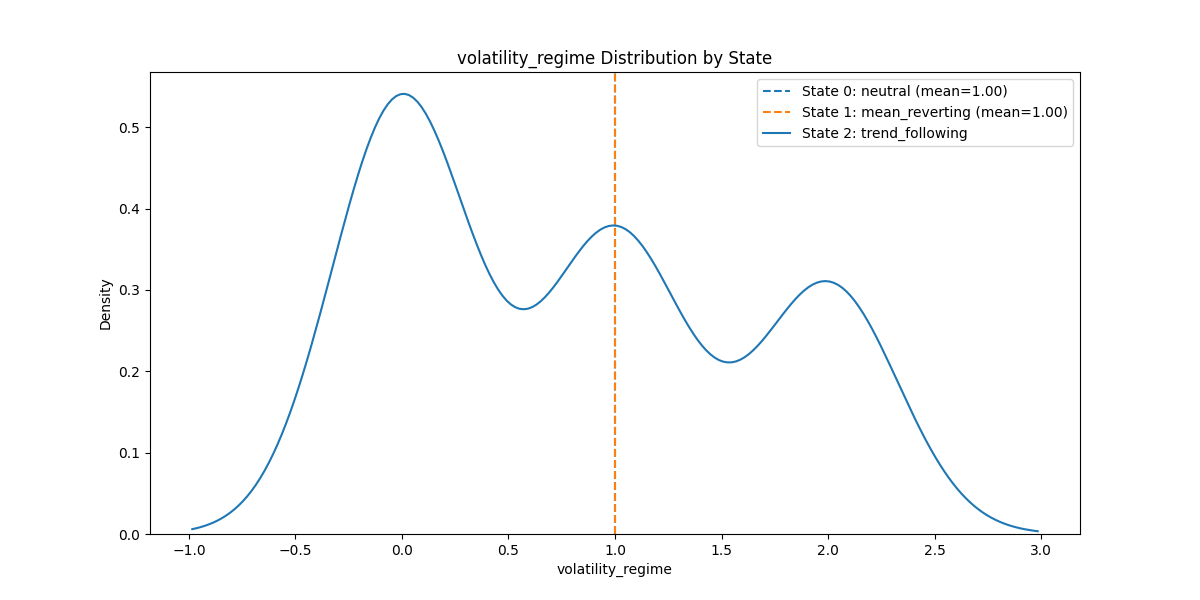 volatility_regime Distribution by State
State 0: neutral (mean=1.00)
State 1: mean_reverting (mean=1.00)
State 2: trend_following
Density
0.5
0.4
0.3
0.2
0.1
0.0
−1.0 −0.5 0.0 0.5 1.0 1.5 2.0 2.5 3.0
volatility_regime